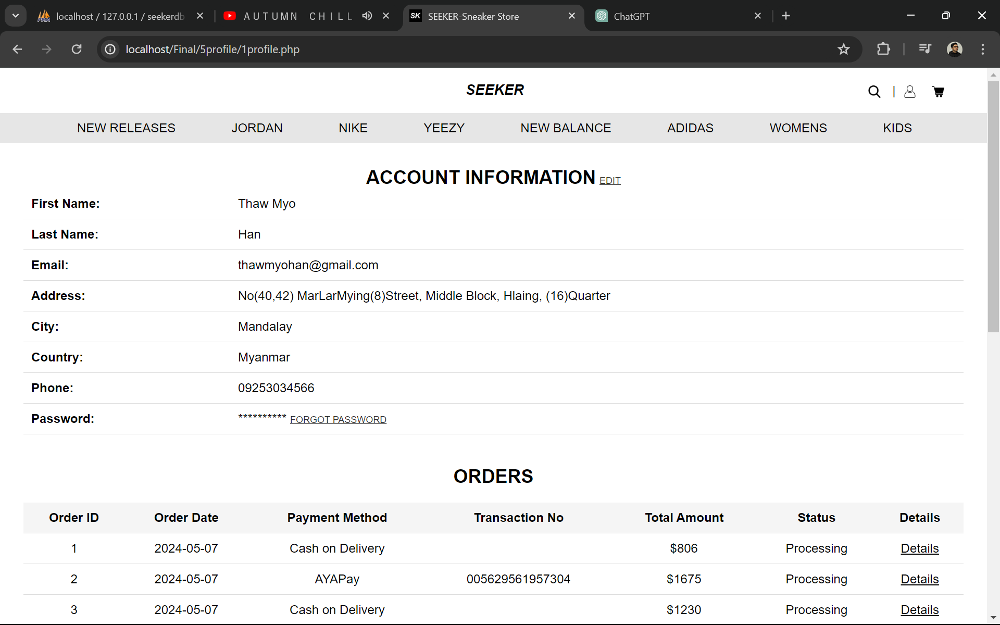 localhost / 127.0.0.1 / seekerdb
AUTUMN CHILL
SK SEEKER-Sneaker Store
ChatGPT
localhost/Final/5profile/1profile.php
SEEKER
NEW RELEASES JORDAN NIKE YEEZY NEW BALANCE ADIDAS WOMENS KIDS
ACCOUNT INFORMATION EDIT
First Name: Thaw Myo
Last Name: Han
Email: thawmyohan@gmail.com
Address: No(40,42) MarLarMying(8)Street, Middle Block, Hlaing, (16)Quarter
City: Mandalay
Country: Myanmar
Phone: 09253034566
Password: ********** FORGOT PASSWORD
ORDERS
Order ID Order Date Payment Method Transaction No Total Amount Status Details
1 2024-05-07 Cash on Delivery $806 Processing Details
2 2024-05-07 AYAPay 005629561957304 $1675 Processing Details
3 2024-05-07 Cash on Delivery $1230 Processing Details